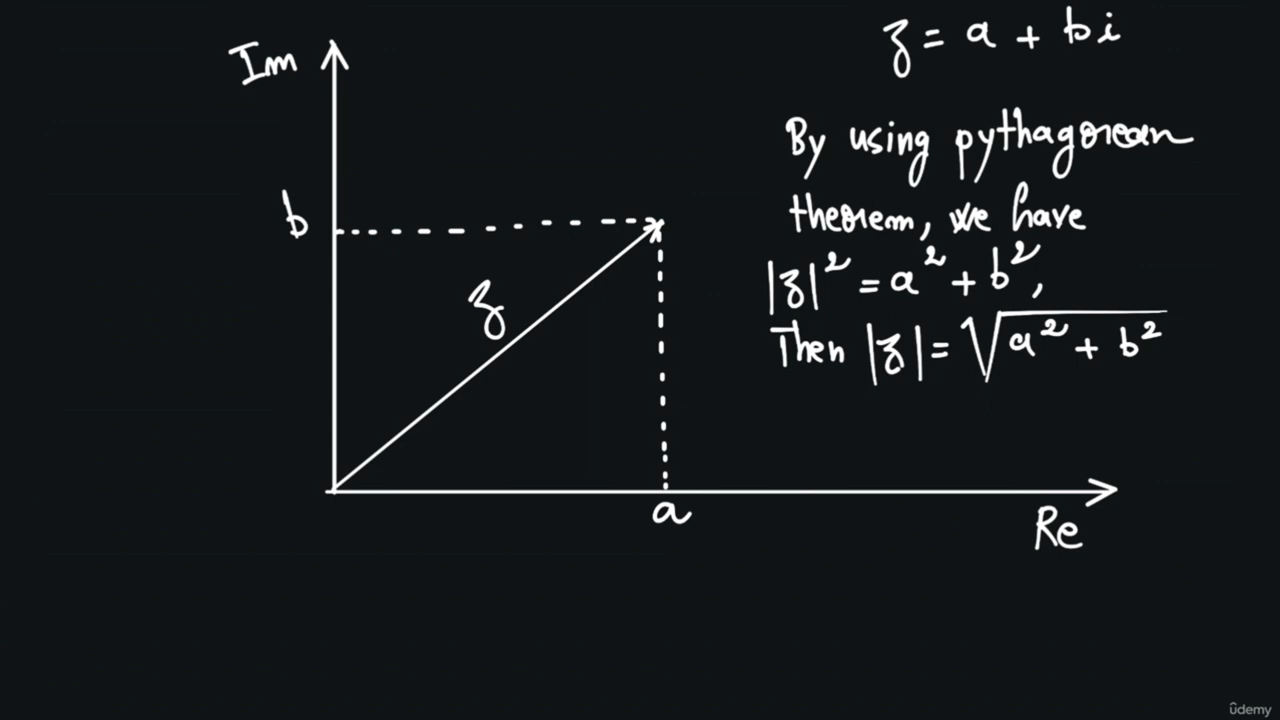 z = a + bi
Im
By using pythagorean
theorem, we have
b
|z|² = a² + b²,
z
Then |z| = √(a² + b²)
a
Re
ûdemy